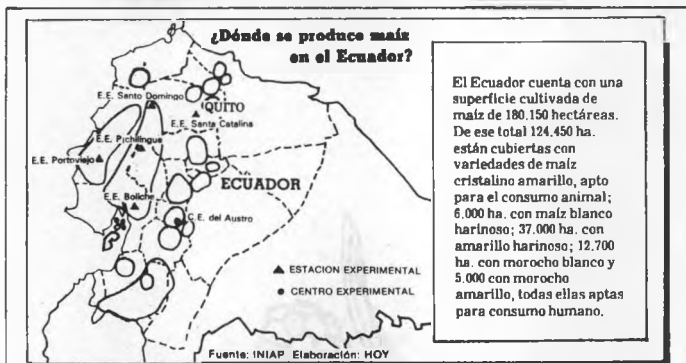 ¿Dónde se produce maíz
en el Ecuador?
E.E. Santo Domingo
QUITO
E.E. Santa Catalina
E.E. Pichilingue
E.E. Portoviejo
ECUADOR
E.E. Boliche
C.E. del Austro
▲ ESTACION EXPERIMENTAL
● CENTRO EXPERIMENTAL
Fuente: INIAP Elaboración: HOY
El Ecuador cuenta con una
superficie cultivada de
maíz de 180.150 hectáreas.
De ese total 124.450 ha.
están cubiertas con
variedades de maíz
cristalino amarillo, apto
para el consumo animal;
6.000 ha. con maíz blanco
harinoso; 37.000 ha. con
amarillo harinoso; 12.700
ha. con morocho blanco y
5.000 con morocho
amarillo, todas ellas aptas
para consumo humano.